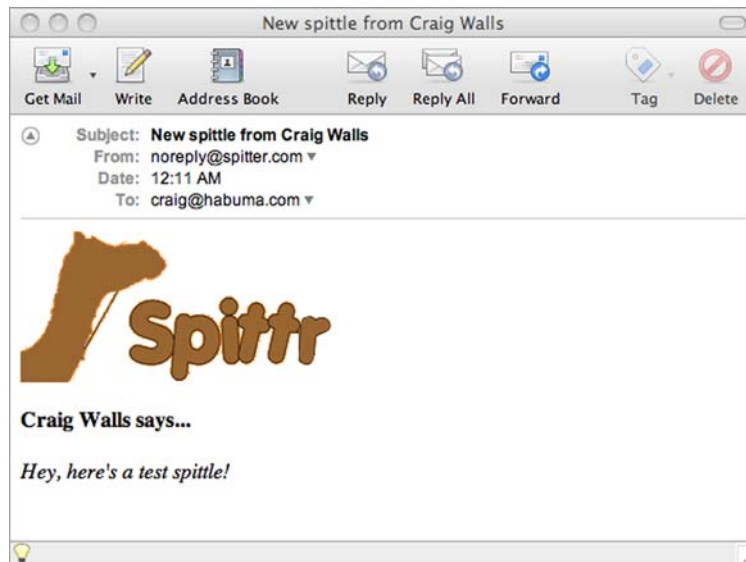 New spittle from Craig Walls
Get Mail Write Address Book Reply Reply All Forward Tag Delete
Subject: New spittle from Craig Walls
From: noreply@spitter.com
Date: 12:11 AM
To: craig@habuma.com
Spittr
Craig Walls says...
Hey, here's a test spittle!